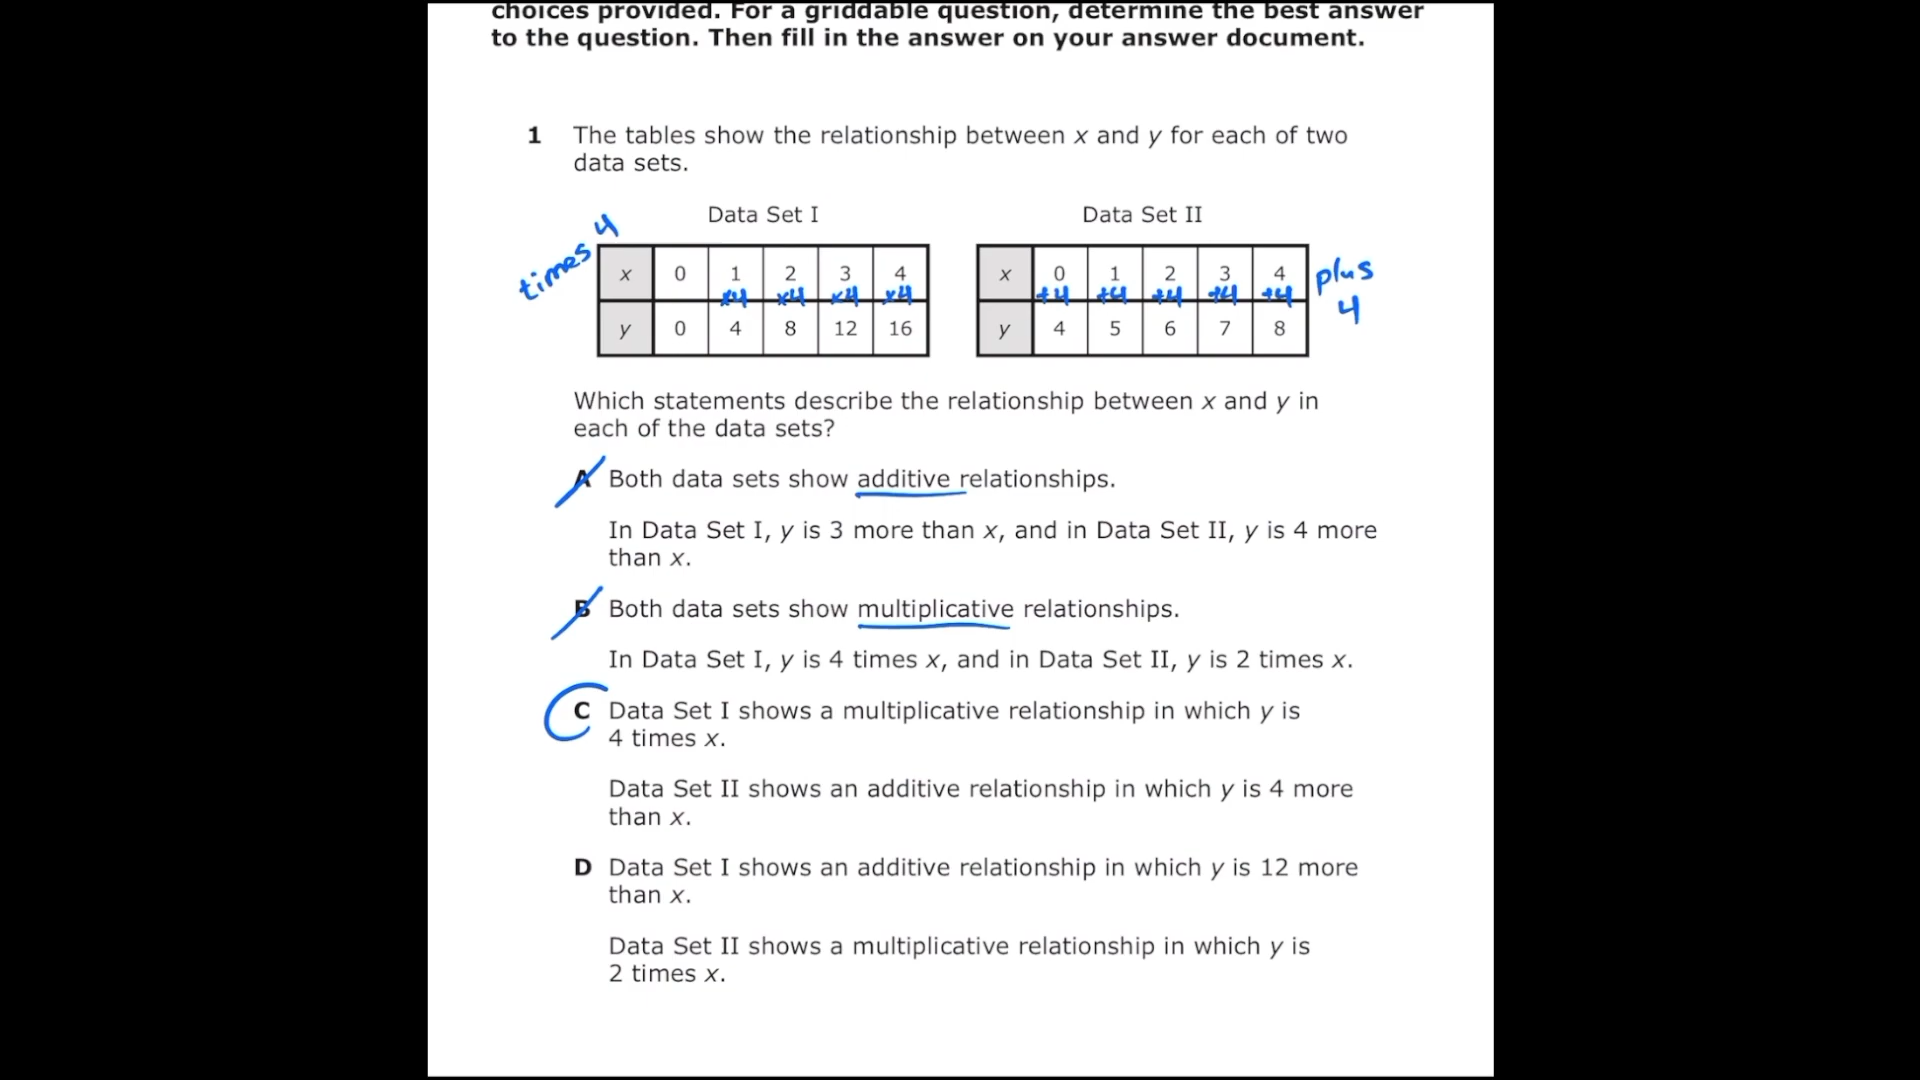 choices provided. For a griddable question, determine the best answer
to the question. Then fill in the answer on your answer document.
1 The tables show the relationship between x and y for each of two
data sets.
Data Set I Data Set II
times 4
x 0 1 2 3 4
x4 x4 x4 x4
y 0 4 8 12 16
x 0 1 2 3 4
+4 +4 +4 +4 +4
y 4 5 6 7 8
plus
4
Which statements describe the relationship between x and y in
each of the data sets?
A Both data sets show additive relationships.
In Data Set I, y is 3 more than x, and in Data Set II, y is 4 more
than x.
B Both data sets show multiplicative relationships.
In Data Set I, y is 4 times x, and in Data Set II, y is 2 times x.
C Data Set I shows a multiplicative relationship in which y is
4 times x.
Data Set II shows an additive relationship in which y is 4 more
than x.
D Data Set I shows an additive relationship in which y is 12 more
than x.
Data Set II shows a multiplicative relationship in which y is
2 times x.